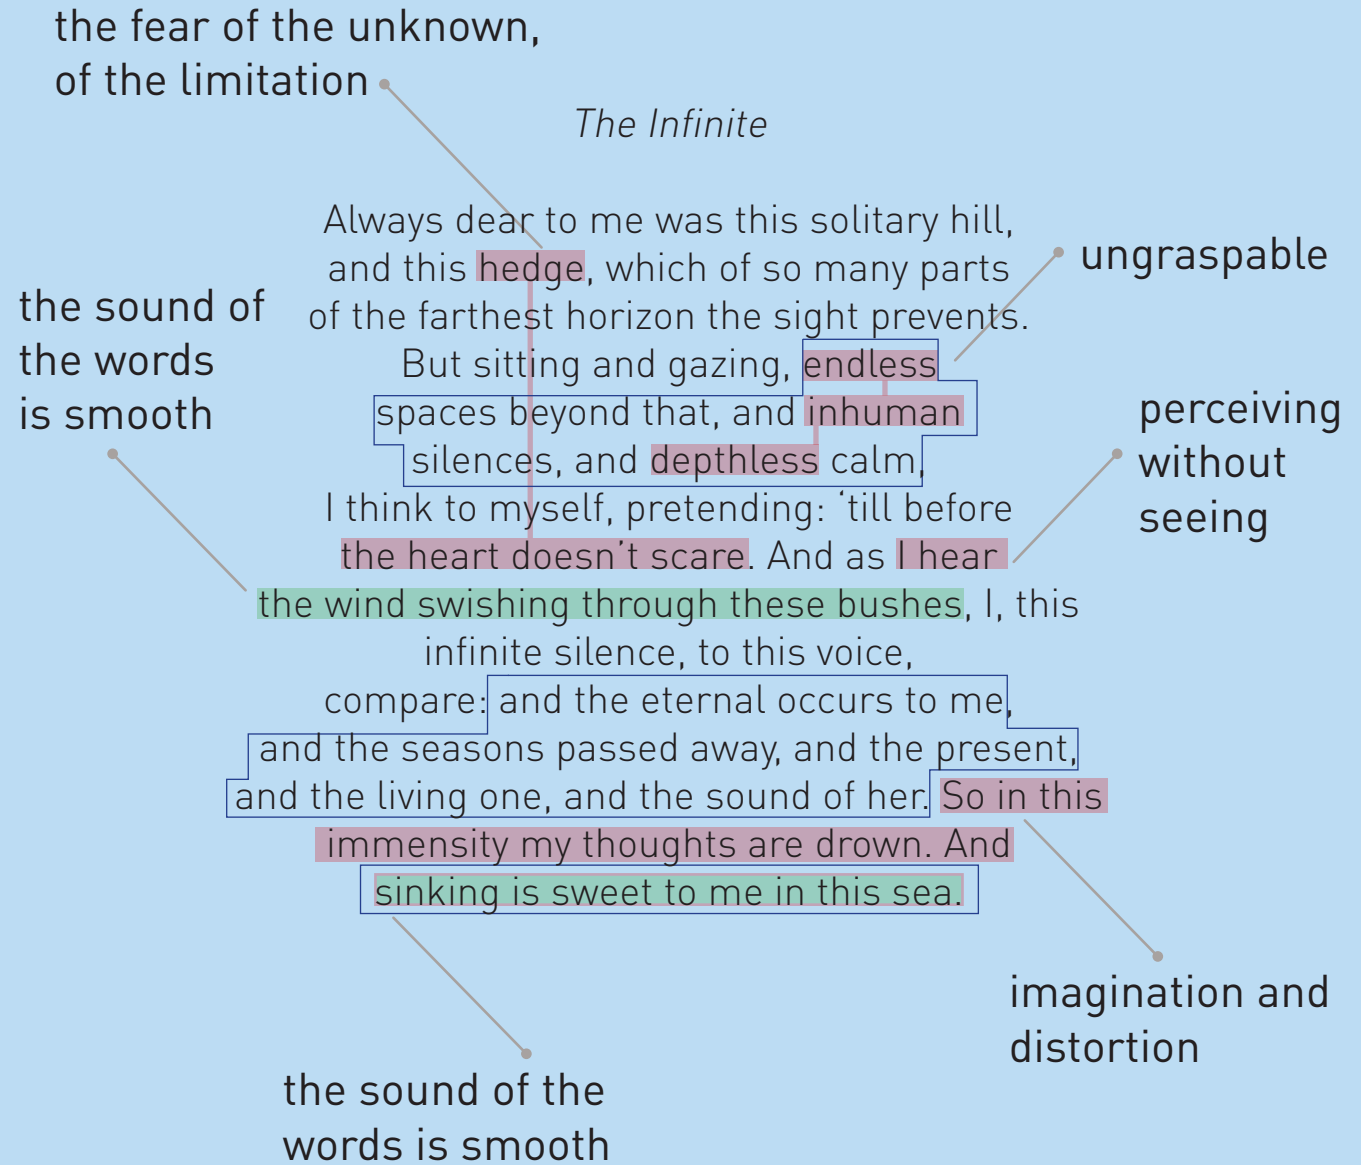 the fear of the unknown,
of the limitation
The Infinite
Always dear to me was this solitary hill,
and this hedge, which of so many parts
of the farthest horizon the sight prevents.
But sitting and gazing, endless
spaces beyond that, and inhuman
silences, and depthless calm,
I think to myself, pretending: ‘till before
the heart doesn’t scare. And as I hear
the wind swishing through these bushes, I, this
infinite silence, to this voice,
compare: and the eternal occurs to me,
and the seasons passed away, and the present,
and the living one, and the sound of her. So in this
immensity my thoughts are drown. And
sinking is sweet to me in this sea.
ungraspable
the sound of
the words
is smooth
perceiving
without
seeing
imagination and
distortion
the sound of the
words is smooth